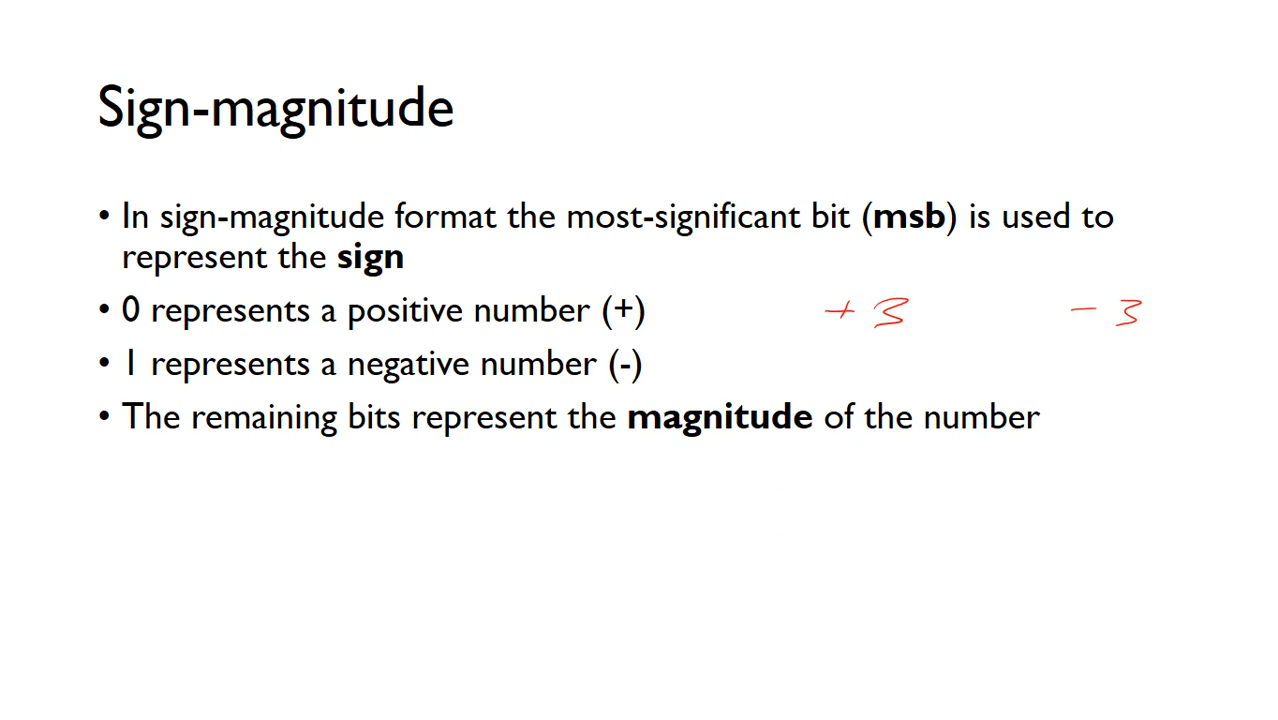 Sign-magnitude
• In sign-magnitude format the most-significant bit (msb) is used to
represent the sign
• 0 represents a positive number (+) + 3 - 3
• 1 represents a negative number (-)
• The remaining bits represent the magnitude of the number